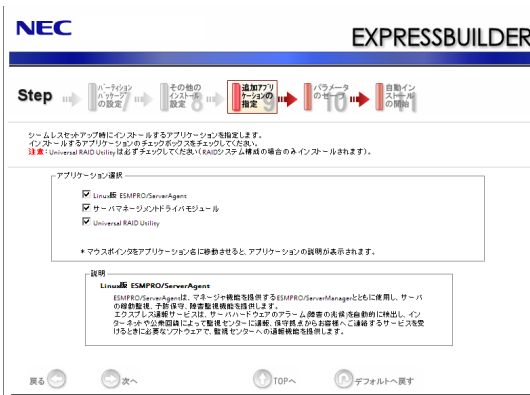 NEC
EXPRESSBUILDER
Step
パーティション/パッケージの設定 7
その他のインストール設定 8
追加アプリケーションの指定 9
パラメータのセーブ 10
自動インストールの開始 11
シームレスセットアップ時にインストールするアプリケーションを指定します。
インストールするアプリケーションのチェックボックスをチェックしてください。
注意：Universal RAID Utilityは必ずチェックしてください（RAIDシステム構成の場合のみインストールされます）。
アプリケーション選択
Linux版 ESMPRO/ServerAgent
サーバマネージメントドライバモジュール
Universal RAID Utility
* マウスポインタをアプリケーション名に移動させると、アプリケーションの説明が表示されます。
説明
Linux版 ESMPRO/ServerAgent
ESMPRO/ServerAgentは、マネージャ機能を提供するESMPRO/ServerManagerとともに使用し、サーバ
の稼動監視、予防保守、障害監視機能を提供します。
エクスプレス通報サービスは、サーバハードウェアのアラーム(障害の兆候)を自動的に検出し、インタ
ーネットや公衆回線によって監視センターに通報、保守拠点からお客様へご連絡するサービスを受
けるときに必要なソフトウェアで、監視センターへの通報機能を提供します。
戻る
次へ
TOPへ
デフォルトへ戻す